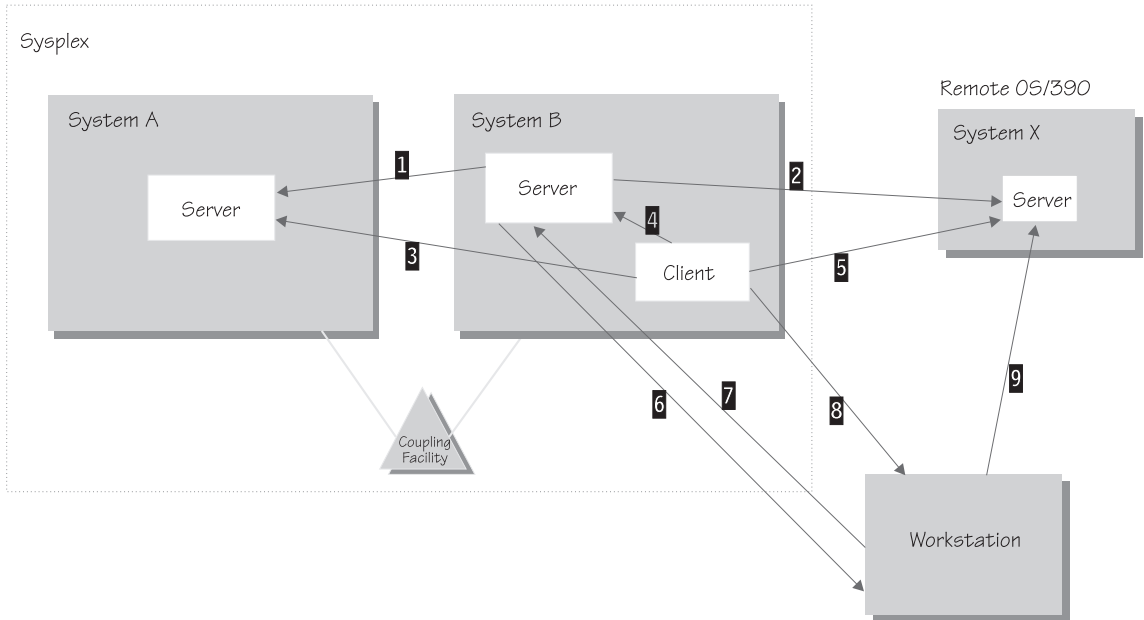 Sysplex
Remote OS/390
System A
System B
System X
1
2
Server
Server
Server
4
3
Client
5
6
7
8
9
Coupling
Facility
Workstation